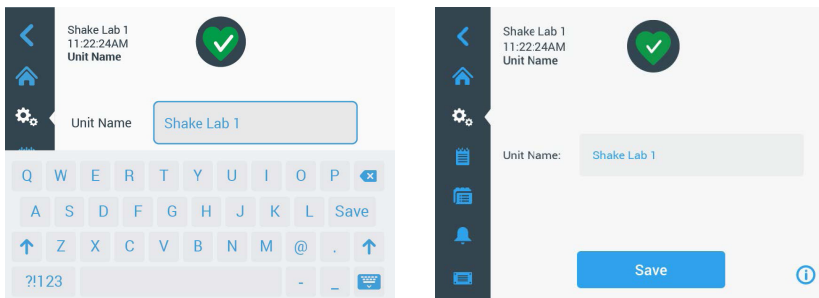 Shake Lab 1
11:22:24AM
Unit Name
Unit Name
Shake Lab 1
Q W E R T Y U I O P
A S D F G H J K L Save
Z X C V B N M @ .
?!123 - _
Shake Lab 1
11:22:24AM
Unit Name
Unit Name:
Shake Lab 1
Save